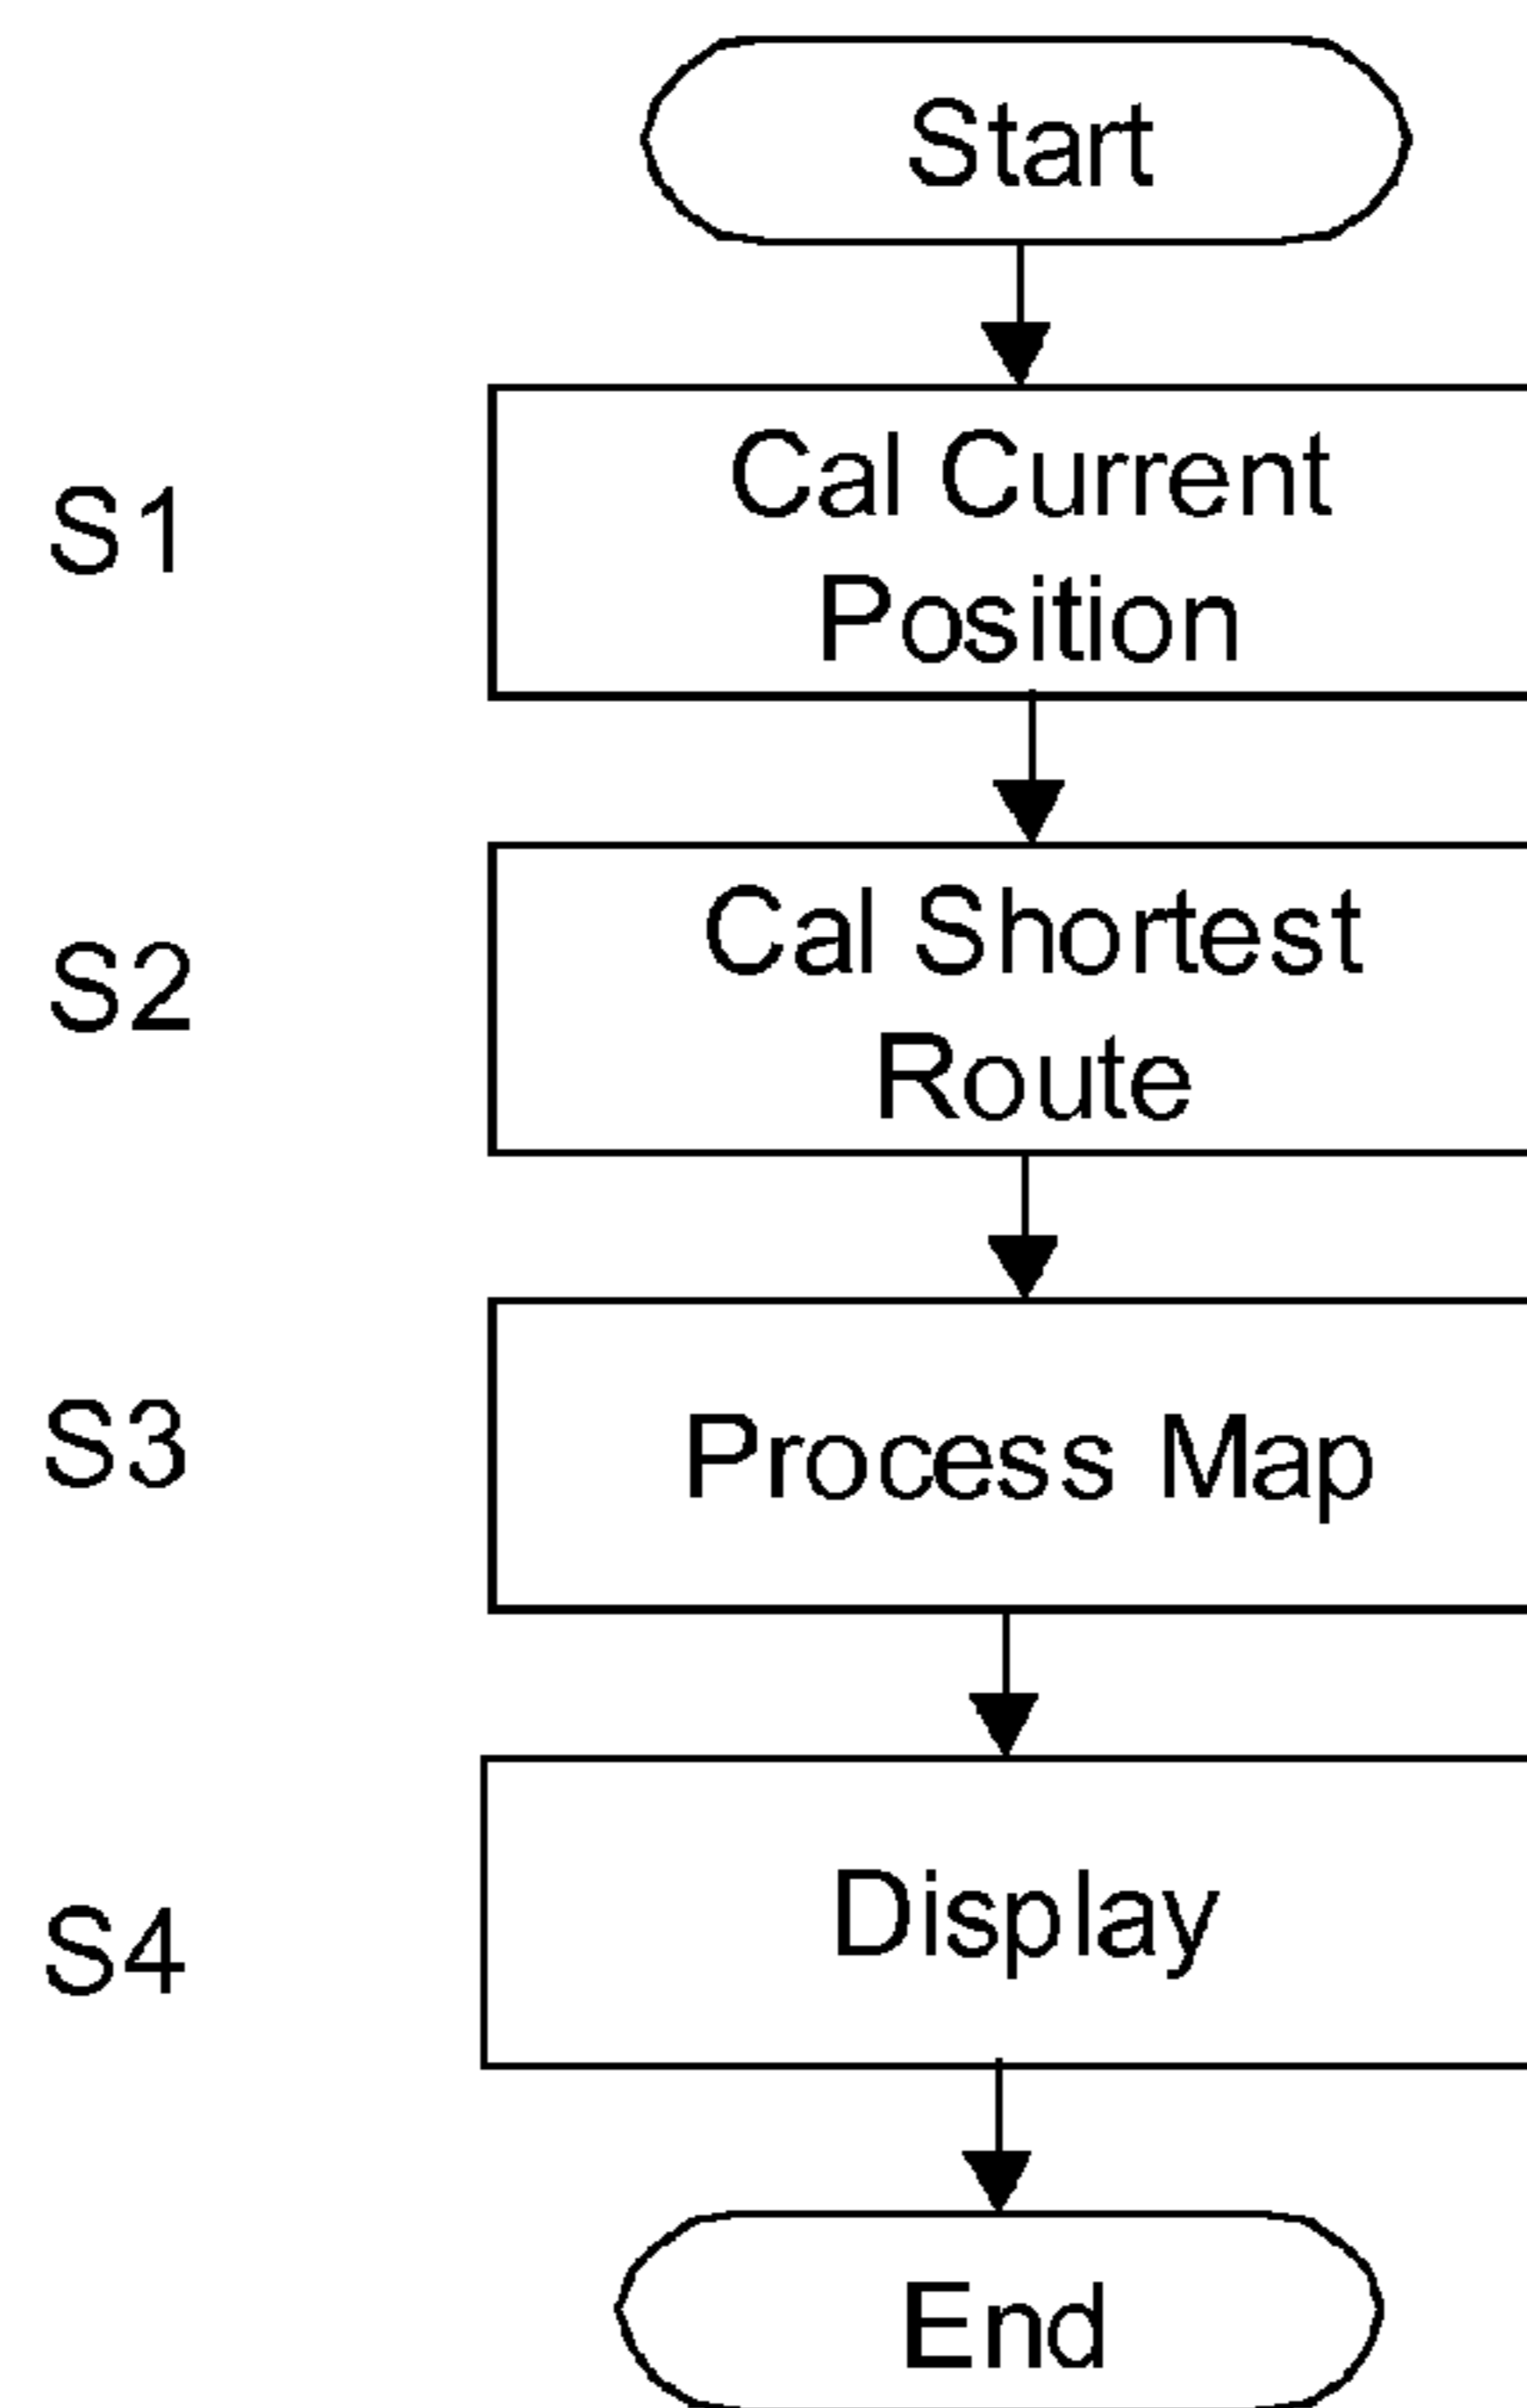 Start
S1
Cal Current
Position
S2
Cal Shortest
Route
S3
Process Map
S4
Display
End